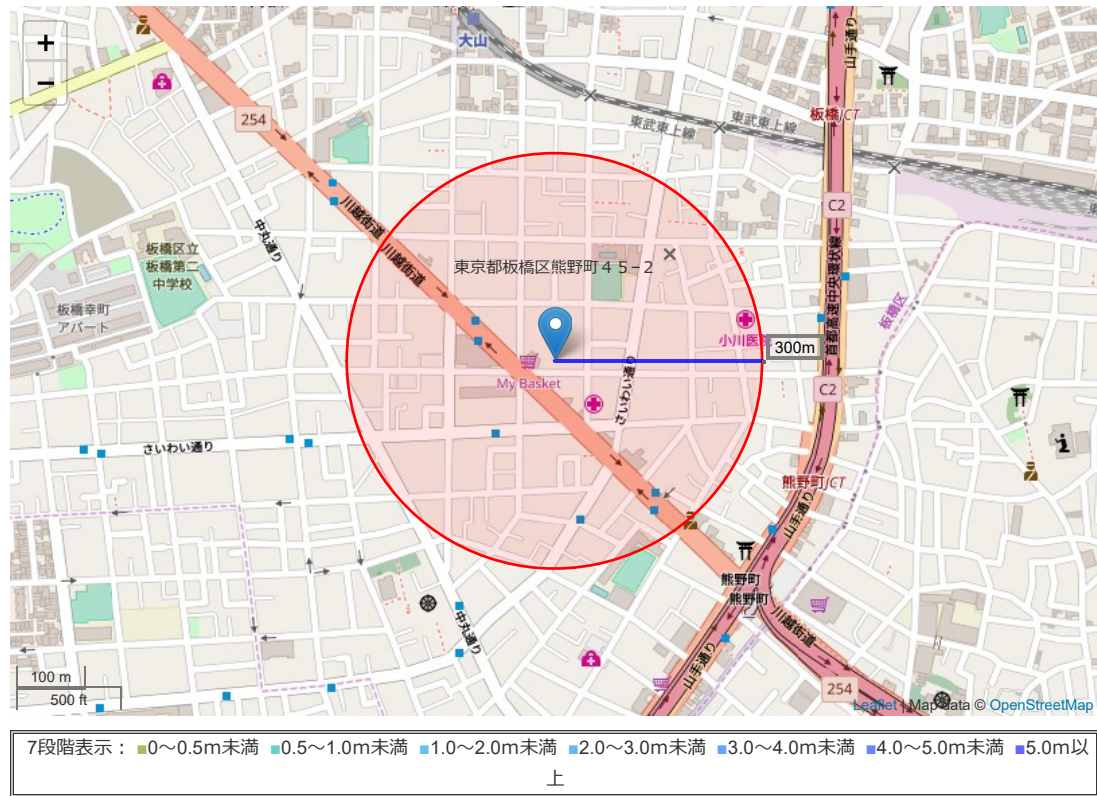 +
−
大山
山手通り
254
東武東上線
東武東上線
板橋JCT
C2
川越街道
川越街道
中丸通り
板橋区立
板橋第二
中学校
東京都板橋区熊野町45−2
首都高速中央環状線
板橋区
板橋幸町
アパート
小川医院
300m
My Basket
さいわい通り
C2
さいわい通り
熊野町JCT
山手通り
熊野町
熊野町
川越街道
中丸通り
山手通り
254
100 m
500 ft
Leaflet | Map data © OpenStreetMap
7段階表示： ■0～0.5m未満 ■0.5～1.0m未満 ■1.0～2.0m未満 ■2.0～3.0m未満 ■3.0～4.0m未満 ■4.0～5.0m未満 ■5.0m以
上